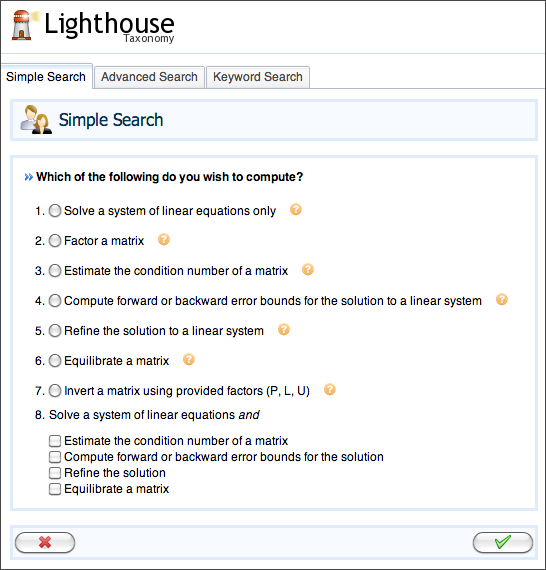 Lighthouse
Taxonomy
Simple Search Advanced Search Keyword Search
Simple Search
Which of the following do you wish to compute?
1. Solve a system of linear equations only ?
2. Factor a matrix ?
3. Estimate the condition number of a matrix ?
4. Compute forward or backward error bounds for the solution to a linear system ?
5. Refine the solution to a linear system ?
6. Equilibrate a matrix ?
7. Invert a matrix using provided factors (P, L, U) ?
8. Solve a system of linear equations and
Estimate the condition number of a matrix
Compute forward or backward error bounds for the solution
Refine the solution
Equilibrate a matrix